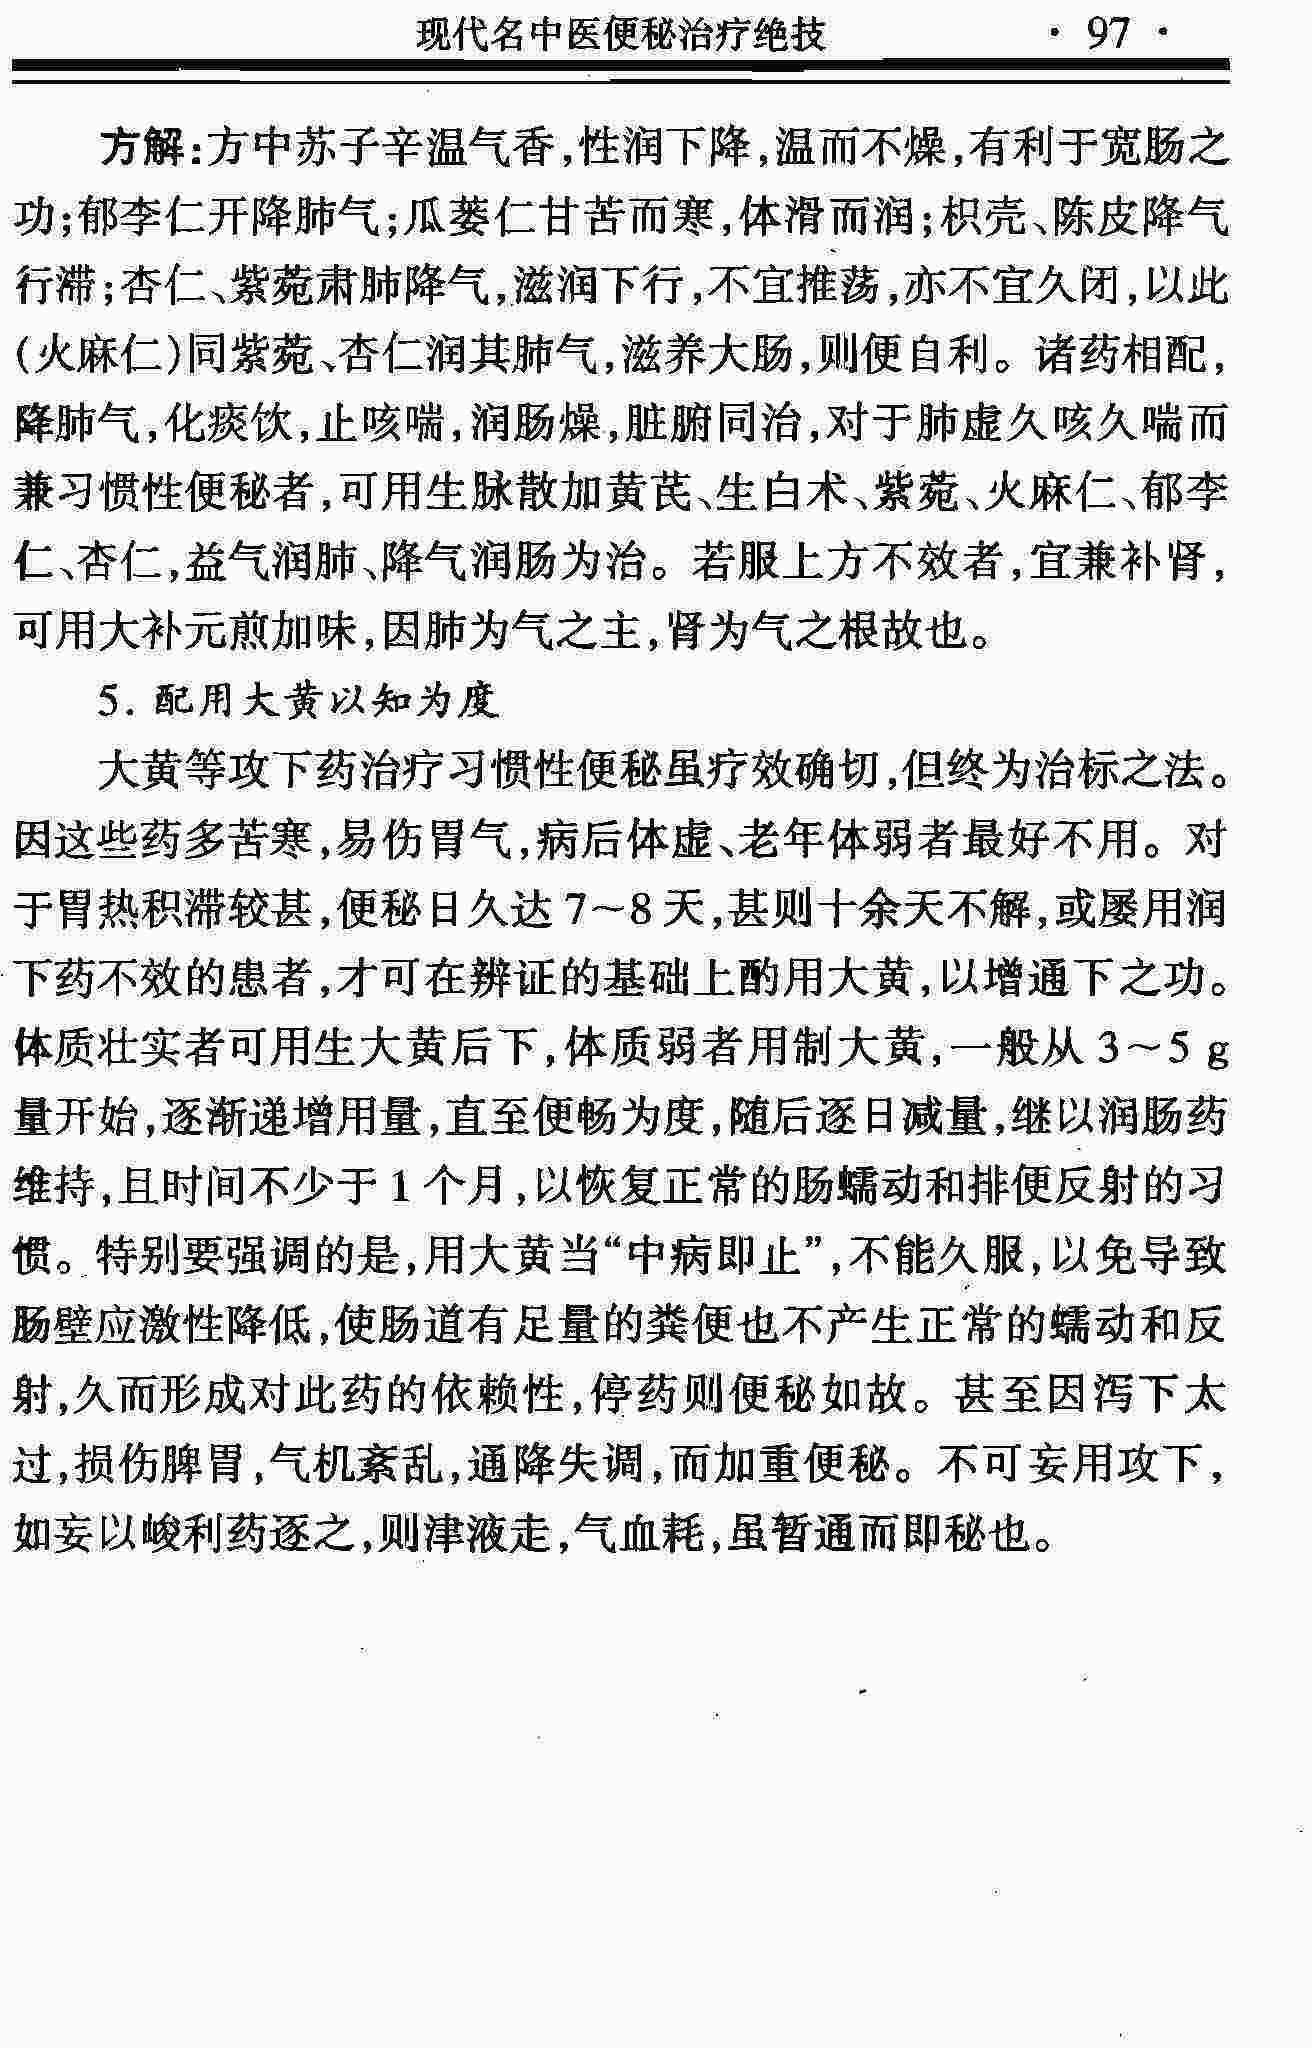 现代名中医便秘治疗绝技 · 97 ·
方解:方中苏子辛温气香,性润下降,温而不燥,有利于宽肠之
功;郁李仁开降肺气;瓜蒌仁甘苦而寒,体滑而润;枳壳、陈皮降气
行滞;杏仁、紫菀肃肺降气,滋润下行,不宜推荡,亦不宜久闭,以此
(火麻仁)同紫菀、杏仁润其肺气,滋养大肠,则便自利。诸药相配,
降肺气,化痰饮,止咳喘,润肠燥,脏腑同治,对于肺虚久咳久喘而
兼习惯性便秘者,可用生脉散加黄芪、生白术、紫菀、火麻仁、郁李
仁、杏仁,益气润肺、降气润肠为治。若服上方不效者,宜兼补肾,
可用大补元煎加味,因肺为气之主,肾为气之根故也。
5. 配用大黄以知为度
大黄等攻下药治疗习惯性便秘虽疗效确切,但终为治标之法。
因这些药多苦寒,易伤胃气,病后体虚、老年体弱者最好不用。对
于胃热积滞较甚,便秘日久达7~8天,甚则十余天不解,或屡用润
下药不效的患者,才可在辨证的基础上酌用大黄,以增通下之功。
体质壮实者可用生大黄后下,体质弱者用制大黄,一般从3~5 g
量开始,逐渐递增用量,直至便畅为度,随后逐日减量,继以润肠药
维持,且时间不少于1个月,以恢复正常的肠蠕动和排便反射的习
惯。特别要强调的是,用大黄当“中病即止”,不能久服,以免导致
肠壁应激性降低,使肠道有足量的粪便也不产生正常的蠕动和反
射,久而形成对此药的依赖性,停药则便秘如故。甚至因泻下太
过,损伤脾胃,气机紊乱,通降失调,而加重便秘。不可妄用攻下,
如妄以峻利药逐之,则津液走,气血耗,虽暂通而即秘也。